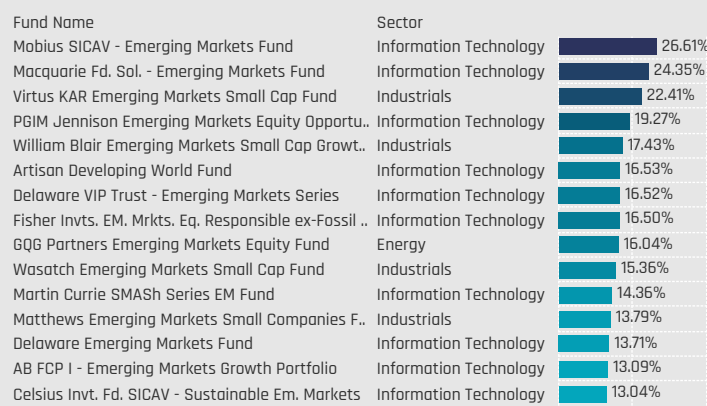 Fund Name Sector
Mobius SICAV - Emerging Markets Fund Information Technology 26.61%
Macquarie Fd. Sol. - Emerging Markets Fund Information Technology 24.35%
Virtus KAR Emerging Markets Small Cap Fund Industrials 22.41%
PGIM Jennison Emerging Markets Equity Opportu.. Information Technology 19.27%
William Blair Emerging Markets Small Cap Growt.. Industrials 17.43%
Artisan Developing World Fund Information Technology 16.53%
Delaware VIP Trust - Emerging Markets Series Information Technology 16.52%
Fisher Invts. EM. Mrkts. Eq. Responsible ex-Fossil .. Information Technology 16.50%
GQG Partners Emerging Markets Equity Fund Energy 16.04%
Wasatch Emerging Markets Small Cap Fund Industrials 15.36%
Martin Currie SMASh Series EM Fund Information Technology 14.36%
Matthews Emerging Markets Small Companies F.. Industrials 13.79%
Delaware Emerging Markets Fund Information Technology 13.71%
AB FCP I - Emerging Markets Growth Portfolio Information Technology 13.09%
Celsius Invt. Fd. SICAV - Sustainable Em. Markets Information Technology 13.04%